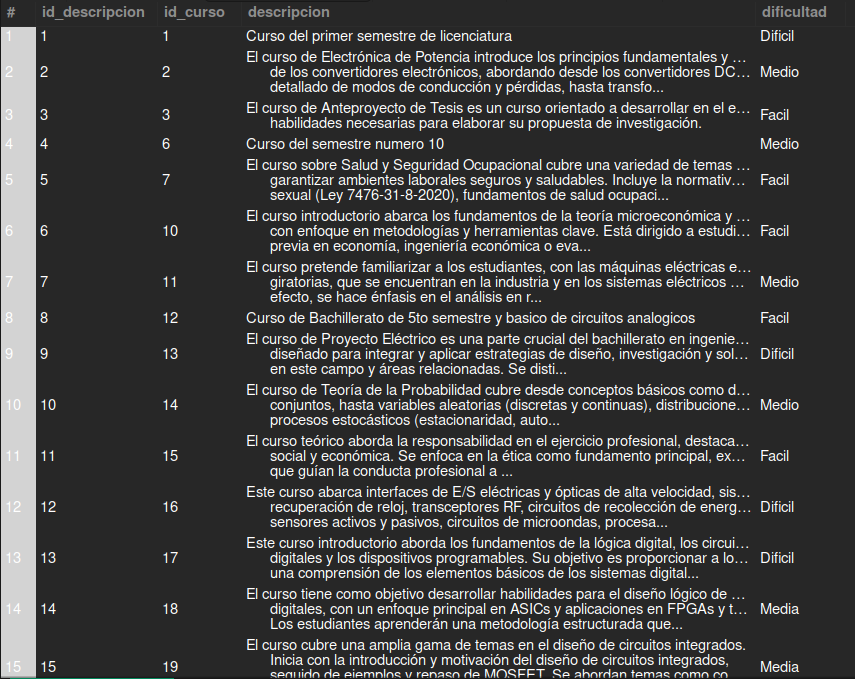 # id_descripcion id_curso descripcion dificultad
1 1 1 Curso del primer semestre de licenciatura Dificil
El curso de Electrónica de Potencia introduce los principios fundamentales y ...
2 2 2 de los convertidores electrónicos, abordando desde los convertidores DC... Medio
detallado de modos de conducción y pérdidas, hasta transfo...
El curso de Anteproyecto de Tesis es un curso orientado a desarrollar en el e...
3 3 3 habilidades necesarias para elaborar su propuesta de investigación. Facil
4 4 6 Curso del semestre numero 10 Medio
El curso sobre Salud y Seguridad Ocupacional cubre una variedad de temas ...
5 5 7 garantizar ambientes laborales seguros y saludables. Incluye la normativ... Facil
sexual (Ley 7476-31-8-2020), fundamentos de salud ocupaci...
El curso introductorio abarca los fundamentos de la teoría microeconómica y ...
6 6 10 con enfoque en metodologías y herramientas clave. Está dirigido a estudi... Facil
previa en economía, ingeniería económica o eva...
El curso pretende familiarizar a los estudiantes, con las máquinas eléctricas e...
7 7 11 giratorias, que se encuentran en la industria y en los sistemas eléctricos ... Medio
efecto, se hace énfasis en el análisis en r...
8 8 12 Curso de Bachillerato de 5to semestre y basico de circuitos analogicos Facil
El curso de Proyecto Eléctrico es una parte crucial del bachillerato en ingenie...
9 9 13 diseñado para integrar y aplicar estrategias de diseño, investigación y sol... Dificil
en este campo y áreas relacionadas. Se disti...
El curso de Teoría de la Probabilidad cubre desde conceptos básicos como d...
10 10 14 conjuntos, hasta variables aleatorias (discretas y continuas), distribucione... Medio
procesos estocásticos (estacionaridad, auto...
El curso teórico aborda la responsabilidad en el ejercicio profesional, destaca...
11 11 15 social y económica. Se enfoca en la ética como fundamento principal, ex... Facil
que guían la conducta profesional a ...
Este curso abarca interfaces de E/S eléctricas y ópticas de alta velocidad, sis...
12 12 16 recuperación de reloj, transceptores RF, circuitos de recolección de energ... Dificil
sensores activos y pasivos, circuitos de microondas, procesa...
Este curso introductorio aborda los fundamentos de la lógica digital, los circui...
13 13 17 digitales y los dispositivos programables. Su objetivo es proporcionar a lo... Dificil
una comprensión de los elementos básicos de los sistemas digital...
El curso tiene como objetivo desarrollar habilidades para el diseño lógico de ...
14 14 18 digitales, con un enfoque principal en ASICs y aplicaciones en FPGAs y t... Media
Los estudiantes aprenderán una metodología estructurada que...
El curso cubre una amplia gama de temas en el diseño de circuitos integrados.
15 15 19 Inicia con la introducción y motivación del diseño de circuitos integrados, Media
seguido de ejemplos y repaso de MOSFET. Se abordan temas como co...